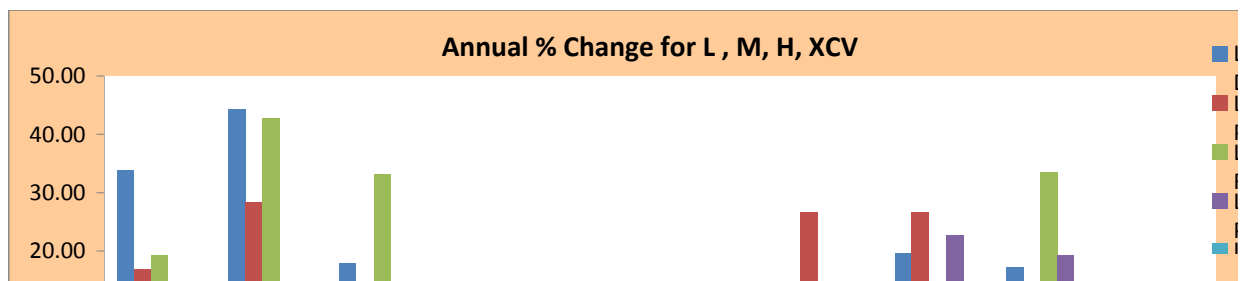 Annual % Change for L , M, H, XCV
50.00
40.00
30.00
20.00
L
L
L
L